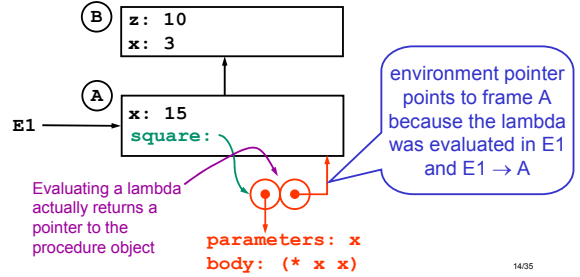 B
z: 10
x: 3
A
x: 15
square:
E1
environment pointer
points to frame A
because the lambda
was evaluated in E1
and E1 → A
Evaluating a lambda
actually returns a
pointer to the
procedure object
parameters: x
body: (* x x)
14/35